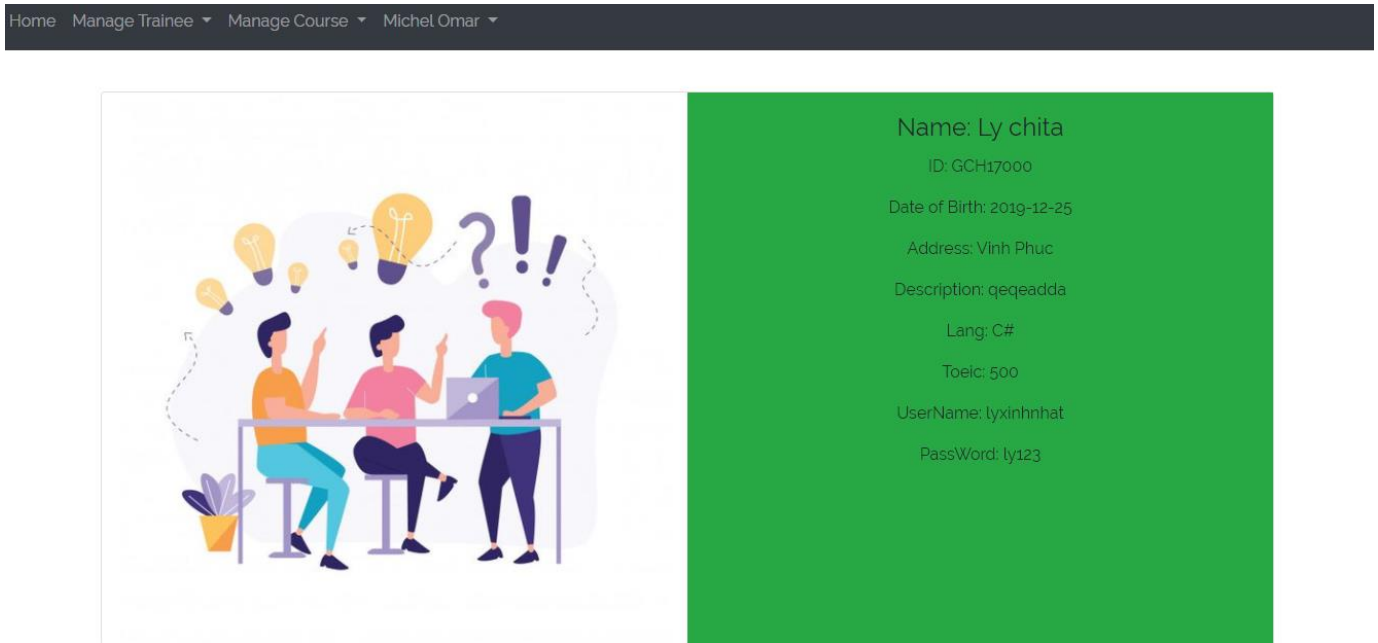 Home Manage Trainee Manage Course Michel Omar
Name: Ly chita
ID: GCH17000
Date of Birth: 2019-12-25
Address: Vinh Phuc
Description: qeqeadda
Lang: C#
Toeic: 500
UserName: lyxinhnhat
PassWord: ly123